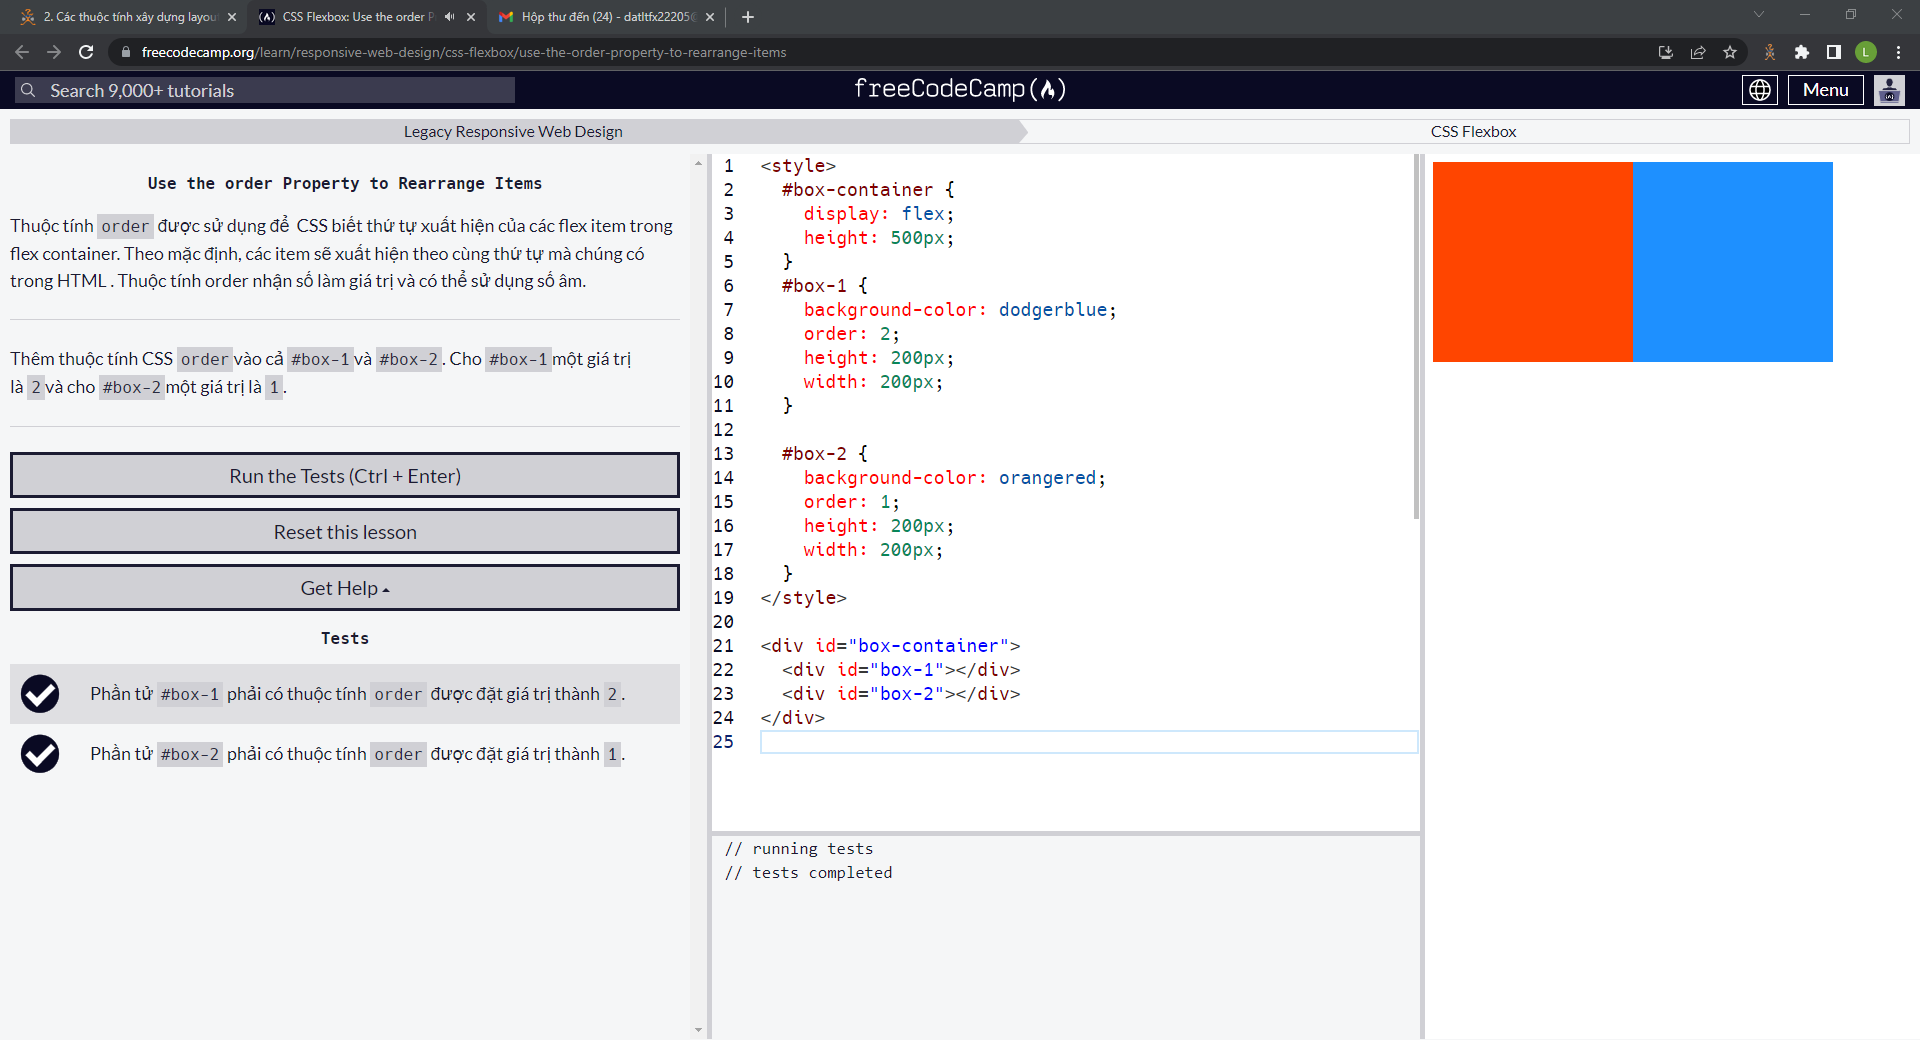 2. Các thuộc tính xây dựng layou
CSS Flexbox: Use the order P
Hộp thư đến (24) - datltfx22205@
freecodecamp.org/learn/responsive-web-design/css-flexbox/use-the-order-property-to-rearrange-items
L
Search 9,000+ tutorials
freeCodeCamp
Menu
Legacy Responsive Web Design
CSS Flexbox
Use the order Property to Rearrange Items
Thuộc tính order được sử dụng để CSS biết thứ tự xuất hiện của các flex item trong
flex container. Theo mặc định, các item sẽ xuất hiện theo cùng thứ tự mà chúng có
trong HTML . Thuộc tính order nhận số làm giá trị và có thể sử dụng số âm.
Thêm thuộc tính CSS order vào cả #box-1 và #box-2. Cho #box-1 một giá trị
là 2 và cho #box-2 một giá trị là 1.
Run the Tests (Ctrl + Enter)
Reset this lesson
Get Help
Tests
Phần tử #box-1 phải có thuộc tính order được đặt giá trị thành 2.
Phần tử #box-2 phải có thuộc tính order được đặt giá trị thành 1.
1 <style>
2 #box-container {
3 display: flex;
4 height: 500px;
5 }
6 #box-1 {
7 background-color: dodgerblue;
8 order: 2;
9 height: 200px;
10 width: 200px;
11 }
12
13 #box-2 {
14 background-color: orangered;
15 order: 1;
16 height: 200px;
17 width: 200px;
18 }
19 </style>
20
21 <div id="box-container">
22 <div id="box-1"></div>
23 <div id="box-2"></div>
24 </div>
25
// running tests
// tests completed